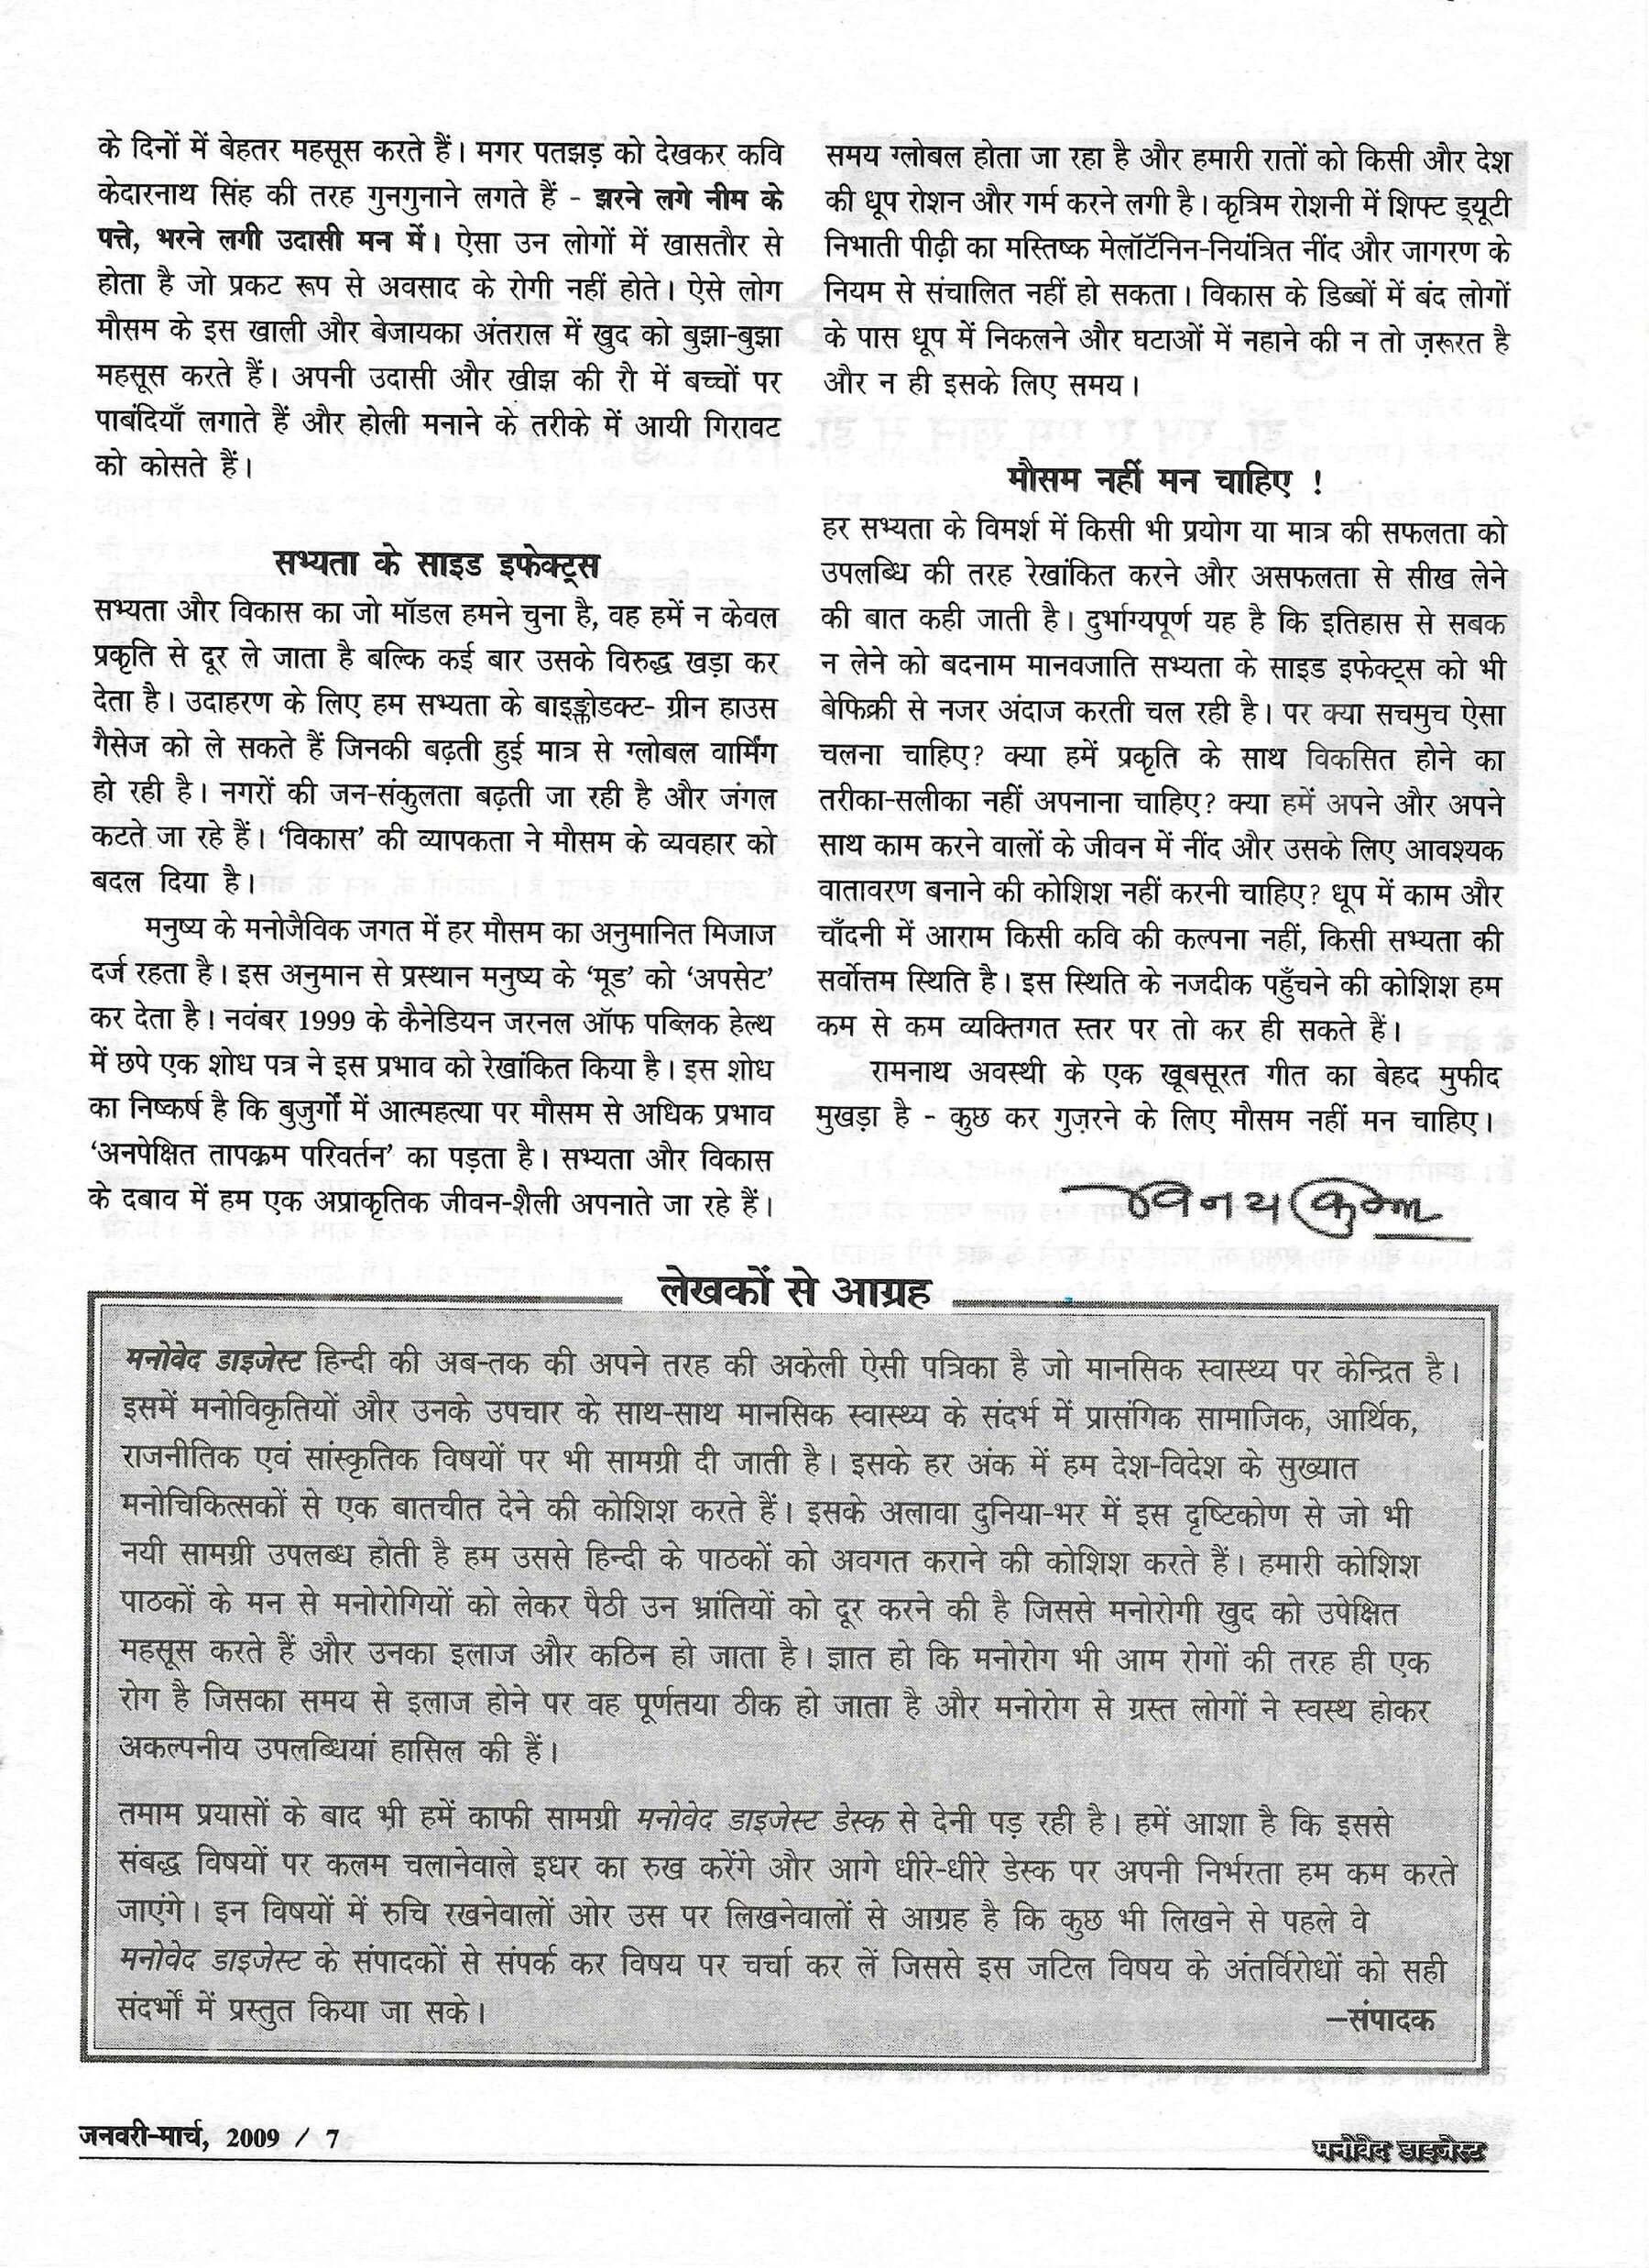 के दिनों में बेहतर महसूस करते हैं। मगर पतझड़ को देखकर कवि
केदारनाथ सिंह की तरह गुनगुनाने लगते हैं - झरने लगे नीम के
पत्ते, भरने लगी उदासी मन में। ऐसा उन लोगों में खासतौर से
होता है जो प्रकट रूप से अवसाद के रोगी नहीं होते। ऐसे लोग
मौसम के इस खाली और बेजायका अंतराल में खुद को बुझा-बुझा
महसूस करते हैं। अपनी उदासी और खीझ की रौ में बच्चों पर
पाबंदियाँ लगाते हैं और होली मनाने के तरीके में आयी गिरावट
को कोसते हैं।
सभ्यता के साइड इफेक्ट्स
सभ्यता और विकास का जो मॉडल हमने चुना है, वह हमें न केवल
प्रकृति से दूर ले जाता है बल्कि कई बार उसके विरुद्ध खड़ा कर
देता है। उदाहरण के लिए हम सभ्यता के बाइप्रोडक्ट- ग्रीन हाउस
गैसेज को ले सकते हैं जिनकी बढ़ती हुई मात्र से ग्लोबल वार्मिंग
हो रही है। नगरों की जन-संकुलता बढ़ती जा रही है और जंगल
कटते जा रहे हैं। ‘विकास’ की व्यापकता ने मौसम के व्यवहार को
बदल दिया है।
मनुष्य के मनोजैविक जगत में हर मौसम का अनुमानित मिजाज
दर्ज रहता है। इस अनुमान से प्रस्थान मनुष्य के ‘मूड’ को ‘अपसेट’
कर देता है। नवंबर 1999 के कैनेडियन जरनल ऑफ पब्लिक हेल्थ
में छपे एक शोध पत्र ने इस प्रभाव को रेखांकित किया है। इस शोध
का निष्कर्ष है कि बुजुर्गों में आत्महत्या पर मौसम से अधिक प्रभाव
‘अनपेक्षित तापक्रम परिवर्तन’ का पड़ता है। सभ्यता और विकास
के दबाव में हम एक अप्राकृतिक जीवन-शैली अपनाते जा रहे हैं।
समय ग्लोबल होता जा रहा है और हमारी रातों को किसी और देश
की धूप रोशन और गर्म करने लगी है। कृत्रिम रोशनी में शिफ्ट ड्यूटी
निभाती पीढ़ी का मस्तिष्क मेलॉटॅनिन-नियंत्रित नींद और जागरण के
नियम से संचालित नहीं हो सकता। विकास के डिब्बों में बंद लोगों
के पास धूप में निकलने और घटाओं में नहाने की न तो ज़रूरत है
और न ही इसके लिए समय।
मौसम नहीं मन चाहिए !
हर सभ्यता के विमर्श में किसी भी प्रयोग या मात्र की सफलता को
उपलब्धि की तरह रेखांकित करने और असफलता से सीख लेने
की बात कही जाती है। दुर्भाग्यपूर्ण यह है कि इतिहास से सबक
न लेने को बदनाम मानवजाति सभ्यता के साइड इफेक्ट्स को भी
बेफिक्री से नजर अंदाज करती चल रही है। पर क्या सचमुच ऐसा
चलना चाहिए? क्या हमें प्रकृति के साथ विकसित होने का
तरीका-सलीका नहीं अपनाना चाहिए? क्या हमें अपने और अपने
साथ काम करने वालों के जीवन में नींद और उसके लिए आवश्यक
वातावरण बनाने की कोशिश नहीं करनी चाहिए? धूप में काम और
चाँदनी में आराम किसी कवि की कल्पना नहीं, किसी सभ्यता की
सर्वोत्तम स्थिति है। इस स्थिति के नजदीक पहुँचने की कोशिश हम
कम से कम व्यक्तिगत स्तर पर तो कर ही सकते हैं।
रामनाथ अवस्थी के एक खूबसूरत गीत का बेहद मुफीद
मुखड़ा है - कुछ कर गुज़रने के लिए मौसम नहीं मन चाहिए।
विनय कुमार
लेखकों से आग्रह
मनोवेद डाइजेस्ट हिन्दी की अब-तक की अपने तरह की अकेली ऐसी पत्रिका है जो मानसिक स्वास्थ्य पर केन्द्रित है।
इसमें मनोविकृतियों और उनके उपचार के साथ-साथ मानसिक स्वास्थ्य के संदर्भ में प्रासंगिक सामाजिक, आर्थिक,
राजनीतिक एवं सांस्कृतिक विषयों पर भी सामग्री दी जाती है। इसके हर अंक में हम देश-विदेश के सुख्यात
मनोचिकित्सकों से एक बातचीत देने की कोशिश करते हैं। इसके अलावा दुनिया-भर में इस दृष्टिकोण से जो भी
नयी सामग्री उपलब्ध होती है हम उससे हिन्दी के पाठकों को अवगत कराने की कोशिश करते हैं। हमारी कोशिश
पाठकों के मन से मनोरोगियों को लेकर पैठी उन भ्रांतियों को दूर करने की है जिससे मनोरोगी खुद को उपेक्षित
महसूस करते हैं और उनका इलाज और कठिन हो जाता है। ज्ञात हो कि मनोरोग भी आम रोगों की तरह ही एक
रोग है जिसका समय से इलाज होने पर वह पूर्णतया ठीक हो जाता है और मनोरोग से ग्रस्त लोगों ने स्वस्थ होकर
अकल्पनीय उपलब्धियां हासिल की हैं।
तमाम प्रयासों के बाद भी हमें काफी सामग्री मनोवेद डाइजेस्ट डेस्क से देनी पड़ रही है। हमें आशा है कि इससे
संबद्ध विषयों पर कलम चलानेवाले इधर का रुख करेंगे और आगे धीरे-धीरे डेस्क पर अपनी निर्भरता हम कम करते
जाएंगे। इन विषयों में रुचि रखनेवालों ओर उस पर लिखनेवालों से आग्रह है कि कुछ भी लिखने से पहले वे
मनोवेद डाइजेस्ट के संपादकों से संपर्क कर विषय पर चर्चा कर लें जिससे इस जटिल विषय के अंतर्विरोधों को सही
संदर्भों में प्रस्तुत किया जा सके।
–संपादक
जनवरी-मार्च, 2009 / 7
मनोवेद डाइजेस्ट